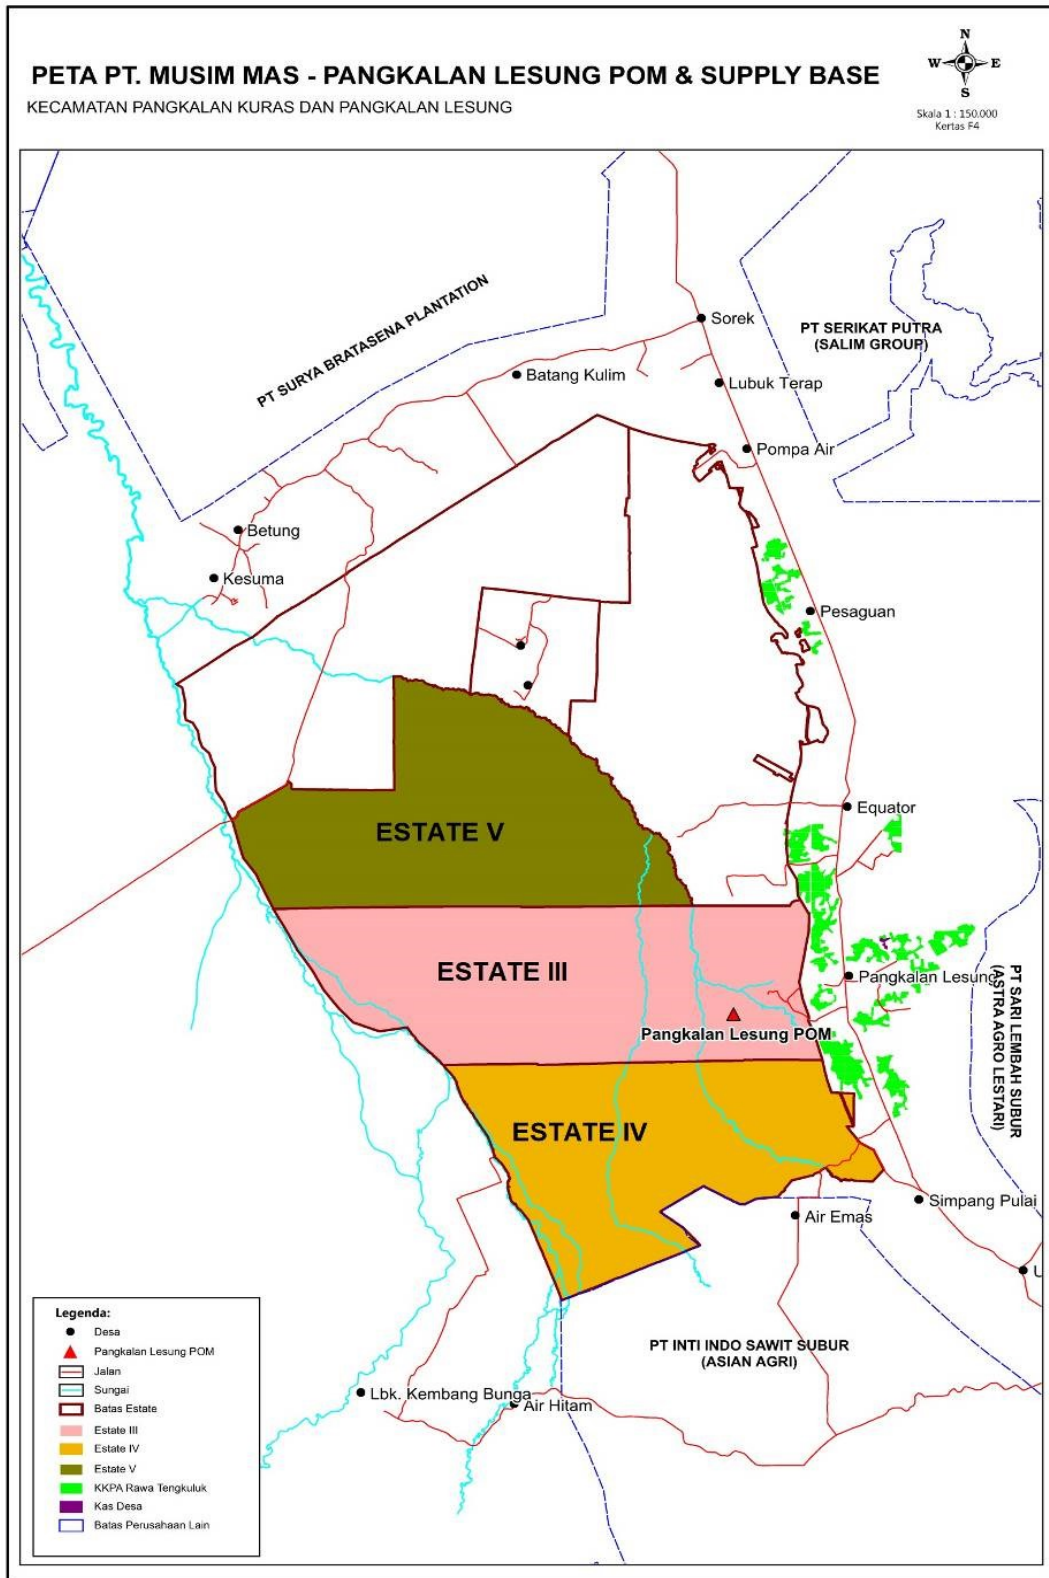 PETA PT. MUSIM MAS - PANGKALAN LESUNG POM & SUPPLY BASE
KECAMATAN PANGKALAN KURAS DAN PANGKALAN LESUNG
N
W E
S
Skala 1 : 150.000
Kertas F4
PT SURYA BRATASENA PLANTATION
Sorek
PT SERIKAT PUTRA
(SALIM GROUP)
Batang Kulim
Lubuk Terap
Pompa Air
Betung
Kesuma
Pesaguan
Equator
ESTATE V
ESTATE III
Pangkalan Lesung
PT SARI LEMBAH SUBUR
(ASTRA AGRO LESTARI)
Pangkalan Lesung POM
ESTATE IV
Simpang Pulai
Air Emas
U
PT INTI INDO SAWIT SUBUR
(ASIAN AGRI)
Lbk. Kembang Bunga
Air Hitam
Legenda:
Desa
Pangkalan Lesung POM
Jalan
Sungai
Batas Estate
Estate III
Estate IV
Estate V
KKPA Rawa Tengkuluk
Kas Desa
Batas Perusahaan Lain